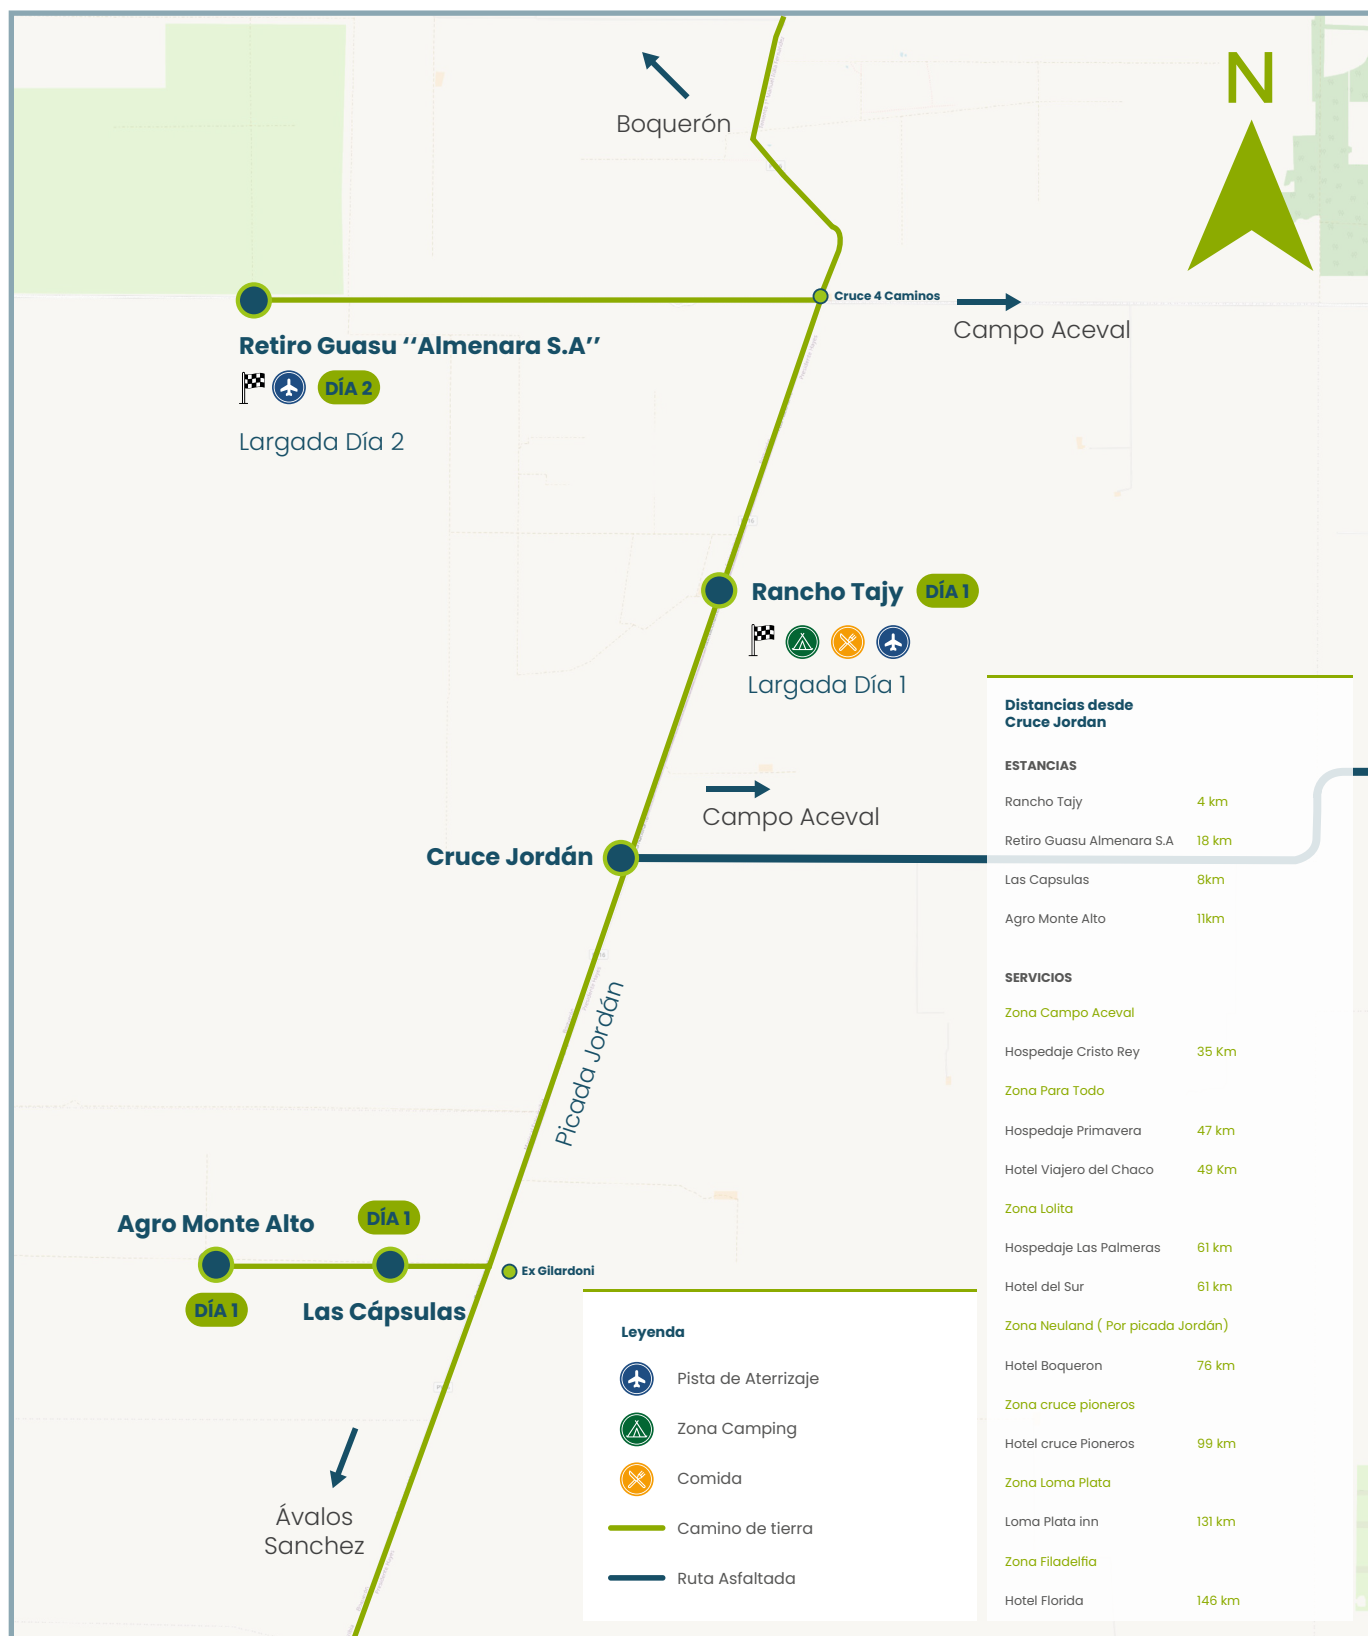 N
Boquerón
Cruce 4 Caminos
Campo Aceval
Retiro Guasu ‘‘Almenara S.A’’
DÍA 2
Largada Día 2
Rancho Tajy
DÍA 1
Largada Día 1
Campo Aceval
Cruce Jordán
Picada Jordán
Agro Monte Alto
DÍA 1
DÍA 1
Las Cápsulas
Ex Gilardoni
Ávalos
Sanchez
Leyenda
Pista de Aterrizaje
Zona Camping
Comida
Camino de tierra
Ruta Asfaltada
Distancias desde
Cruce Jordan
ESTANCIAS
Rancho Tajy 4 km
Retiro Guasu Almenara S.A 18 km
Las Capsulas 8km
Agro Monte Alto 11km
SERVICIOS
Zona Campo Aceval
Hospedaje Cristo Rey 35 Km
Zona Para Todo
Hospedaje Primavera 47 km
Hotel Viajero del Chaco 49 Km
Zona Lolita
Hospedaje Las Palmeras 61 km
Hotel del Sur 61 km
Zona Neuland ( Por picada Jordán)
Hotel Boqueron 76 km
Zona cruce pioneros
Hotel cruce Pioneros 99 km
Zona Loma Plata
Loma Plata inn 131 km
Zona Filadelfia
Hotel Florida 146 km